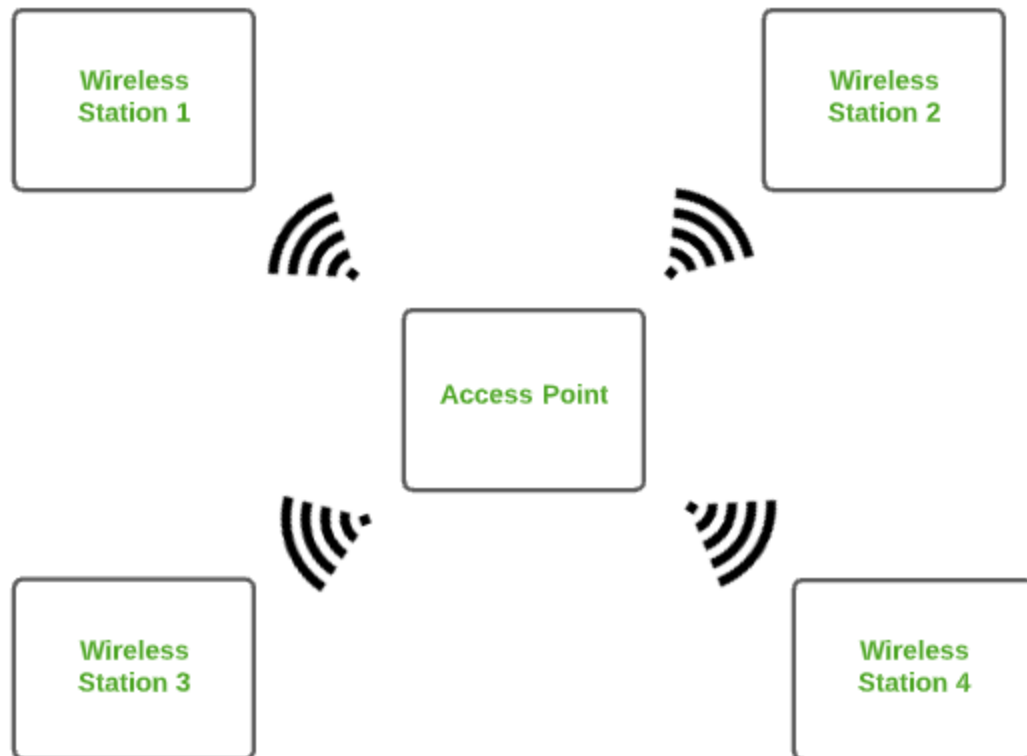 Wireless
Station 1
Wireless
Station 2
Access Point
Wireless
Station 3
Wireless
Station 4